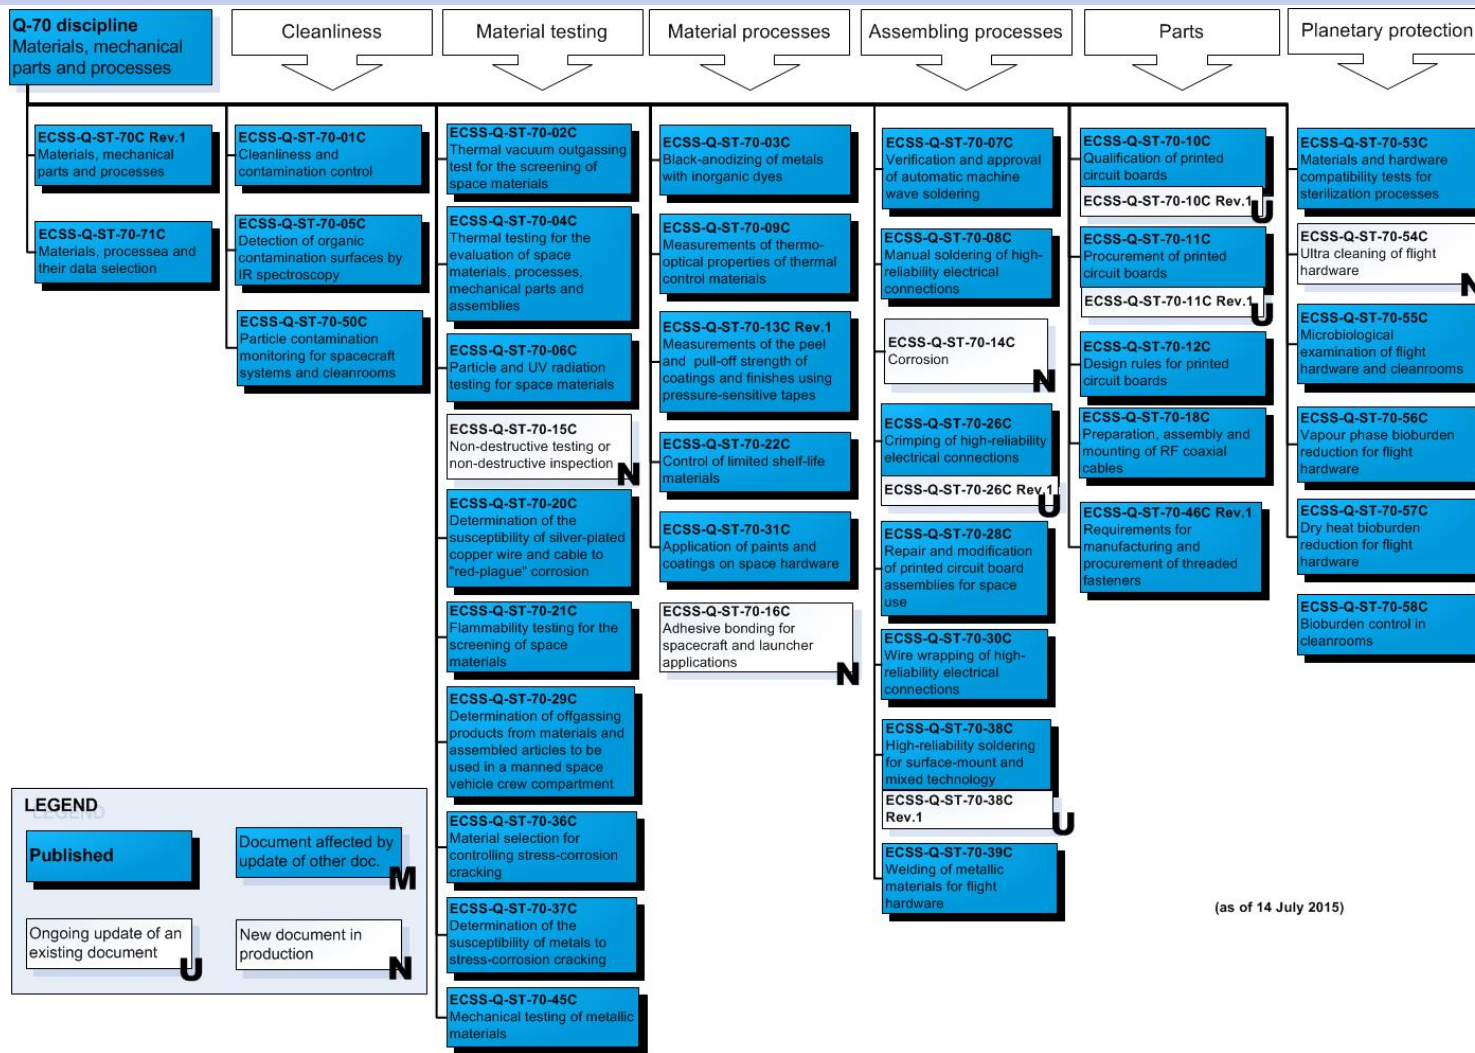 Q-70 discipline
Materials, mechanical
parts and processes
Cleanliness
Material testing
Material processes
Assembling processes
Parts
Planetary protection
ECSS-Q-ST-70C Rev.1
Materials, mechanical
parts and processes
ECSS-Q-ST-70-71C
Materials, processea and
their data selection
ECSS-Q-ST-70-01C
Cleanliness and
contamination control
ECSS-Q-ST-70-05C
Detection of organic
contamination surfaces by
IR spectroscopy
ECSS-Q-ST-70-50C
Particle contamination
monitoring for spacecraft
systems and cleanrooms
ECSS-Q-ST-70-02C
Thermal vacuum outgassing
test for the screening of
space materials
ECSS-Q-ST-70-04C
Thermal testing for the
evaluation of space
materials, processes,
mechanical parts and
assemblies
ECSS-Q-ST-70-06C
Particle and UV radiation
testing for space materials
ECSS-Q-ST-70-15C
Non-destructive testing or
non-destructive inspection
N
ECSS-Q-ST-70-20C
Determination of the
susceptibility of silver-plated
copper wire and cable to
"red-plague" corrosion
ECSS-Q-ST-70-21C
Flammability testing for the
screening of space
materials
ECSS-Q-ST-70-29C
Determination of offgassing
products from materials and
assembled articles to be
used in a manned space
vehicle crew compartment
ECSS-Q-ST-70-36C
Material selection for
controlling stress-corrosion
cracking
ECSS-Q-ST-70-37C
Determination of the
susceptibility of metals to
stress-corrosion cracking
ECSS-Q-ST-70-45C
Mechanical testing of metallic
materials
ECSS-Q-ST-70-03C
Black-anodizing of metals
with inorganic dyes
ECSS-Q-ST-70-09C
Measurements of thermo-
optical properties of thermal
control materials
ECSS-Q-ST-70-13C Rev.1
Measurements of the peel
and pull-off strength of
coatings and finishes using
pressure-sensitive tapes
ECSS-Q-ST-70-22C
Control of limited shelf-life
materials
ECSS-Q-ST-70-31C
Application of paints and
coatings on space hardware
ECSS-Q-ST-70-16C
Adhesive bonding for
spacecraft and launcher
applications
N
ECSS-Q-ST-70-07C
Verification and approval
of automatic machine
wave soldering
ECSS-Q-ST-70-08C
Manual soldering of high-
reliability electrical
connections
ECSS-Q-ST-70-14C
Corrosion
N
ECSS-Q-ST-70-26C
Crimping of high-reliability
electrical connections
ECSS-Q-ST-70-26C Rev.1
U
ECSS-Q-ST-70-28C
Repair and modification
of printed circuit board
assemblies for space
use
ECSS-Q-ST-70-30C
Wire wrapping of high-
reliability electrical
connections
ECSS-Q-ST-70-38C
High-reliability soldering
for surface-mount and
mixed technology
ECSS-Q-ST-70-38C
Rev.1
U
ECSS-Q-ST-70-39C
Welding of metallic
materials for flight
hardware
ECSS-Q-ST-70-10C
Qualification of printed
circuit boards
ECSS-Q-ST-70-10C Rev.1
U
ECSS-Q-ST-70-11C
Procurement of printed
circuit boards
ECSS-Q-ST-70-11C Rev.1
U
ECSS-Q-ST-70-12C
Design rules for printed
circuit boards
ECSS-Q-ST-70-18C
Preparation, assembly and
mounting of RF coaxial
cables
ECSS-Q-ST-70-46C Rev.1
Requirements for
manufacturing and
procurement of threaded
fasteners
ECSS-Q-ST-70-53C
Materials and hardware
compatibility tests for
sterilization processes
ECSS-Q-ST-70-54C
Ultra cleaning of flight
hardware
N
ECSS-Q-ST-70-55C
Microbiological
examination of flight
hardware and cleanrooms
ECSS-Q-ST-70-56C
Vapour phase bioburden
reduction for flight
hardware
ECSS-Q-ST-70-57C
Dry heat bioburden
reduction for flight
hardware
ECSS-Q-ST-70-58C
Bioburden control in
cleanrooms
LEGEND
Published
Document affected by
update of other doc.
M
Ongoing update of an
existing document
U
New document in
production
N
(as of 14 July 2015)